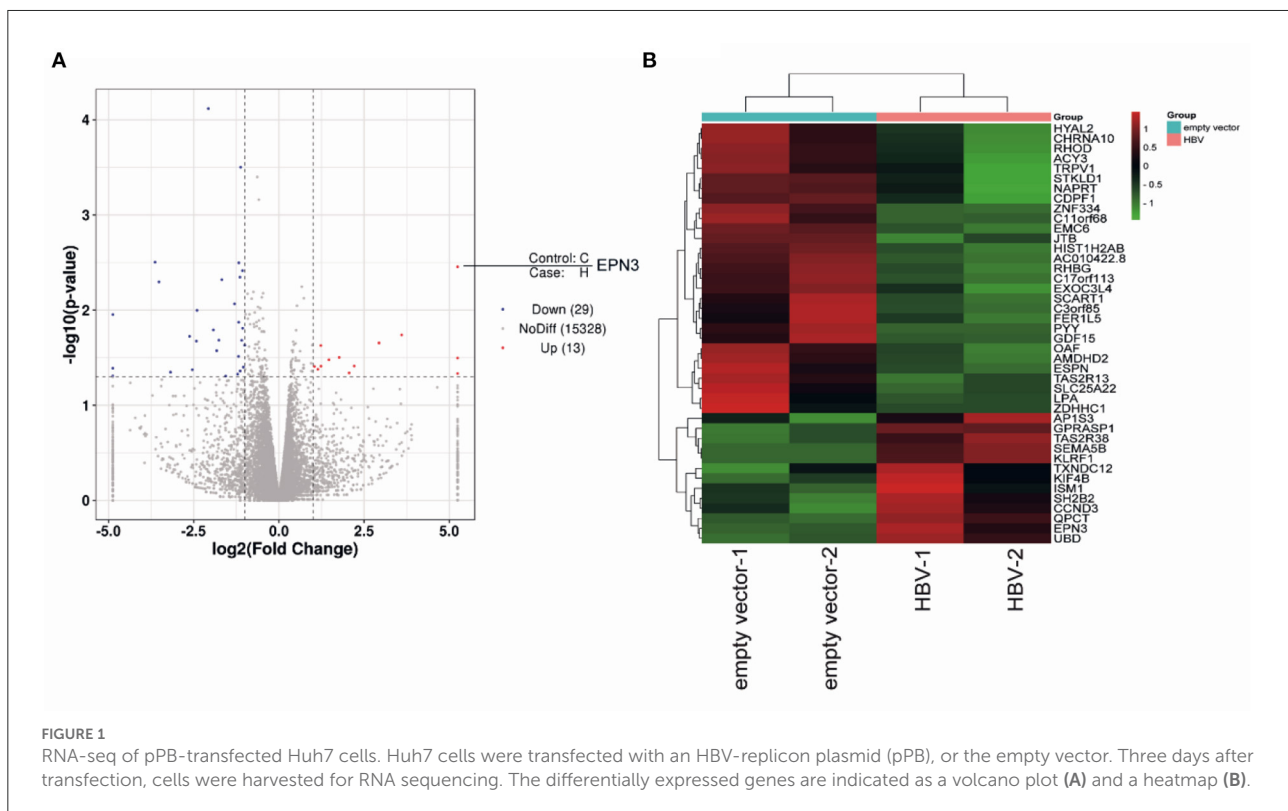 A
4
3
2
1
0
-5.0
-2.5
0.0
2.5
5.0
-log10(p-value)
log2(Fold Change)
Control: C
Case: H
EPN3
Down (29)
NoDiff (15328)
Up (13)
B
Group
HYAL2
CHRNA10
RHOD
ACY3
TRPV1
STKLD1
NAPRT
CDPF1
ZNF334
C11orf68
EMC6
JTB
HIST1H2AB
AC010422.8
RHBG
C17orf113
EXOC3L4
SCART1
C3orf85
FER1L5
PYY
GDF15
OAF
AMDHD2
ESPN
TAS2R13
SLC25A22
LPA
ZDHHC1
AP1S3
GPRASP1
TAS2R38
SEMA5B
KLRF1
TXNDC12
KIF4B
ISM1
SH2B2
CCND3
QPCT
EPN3
UBD
1
0.5
0
- 0.5
- 1
Group
empty vector
HBV
empty vector-1
empty vector-2
HBV-1
HBV-2
FIGURE 1
RNA-seq of pPB-transfected Huh7 cells. Huh7 cells were transfected with an HBV-replicon plasmid (pPB), or the empty vector. Three days after
transfection, cells were harvested for RNA sequencing. The differentially expressed genes are indicated as a volcano plot (A) and a heatmap (B).